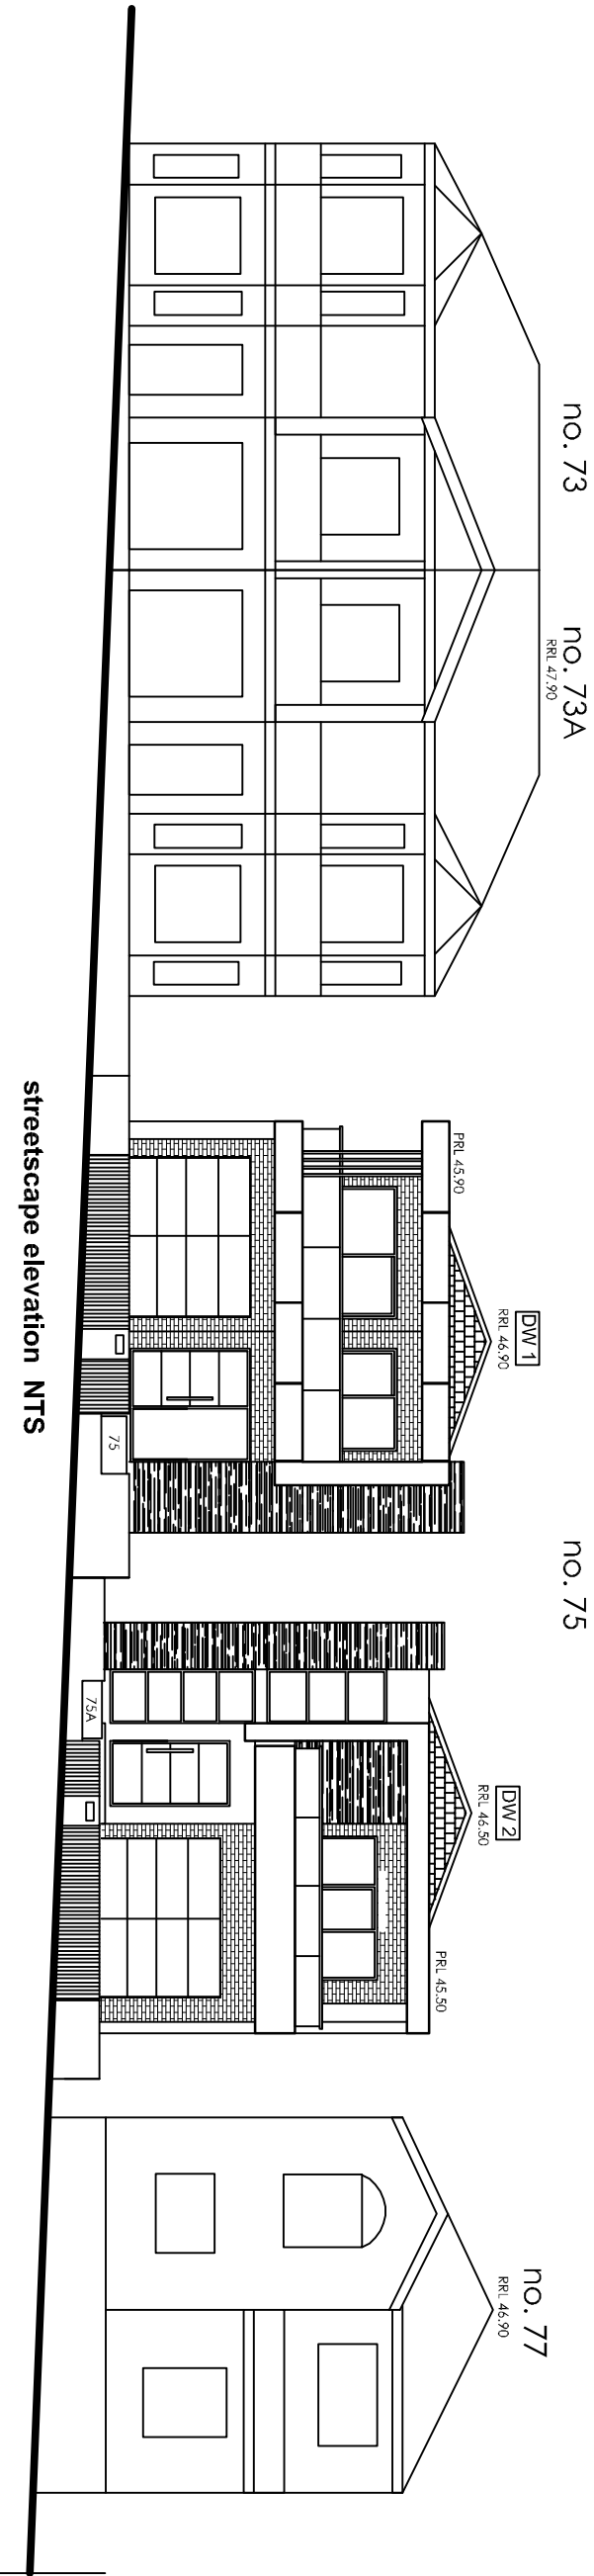 no. 73
no. 73A
RRL 47.90
PRL 45.90
DW 1
RRL 46.90
75
no. 75
75A
DW 2
RRL 46.50
PRL 45.50
no. 77
RRL 46.90
streetscape elevation NTS